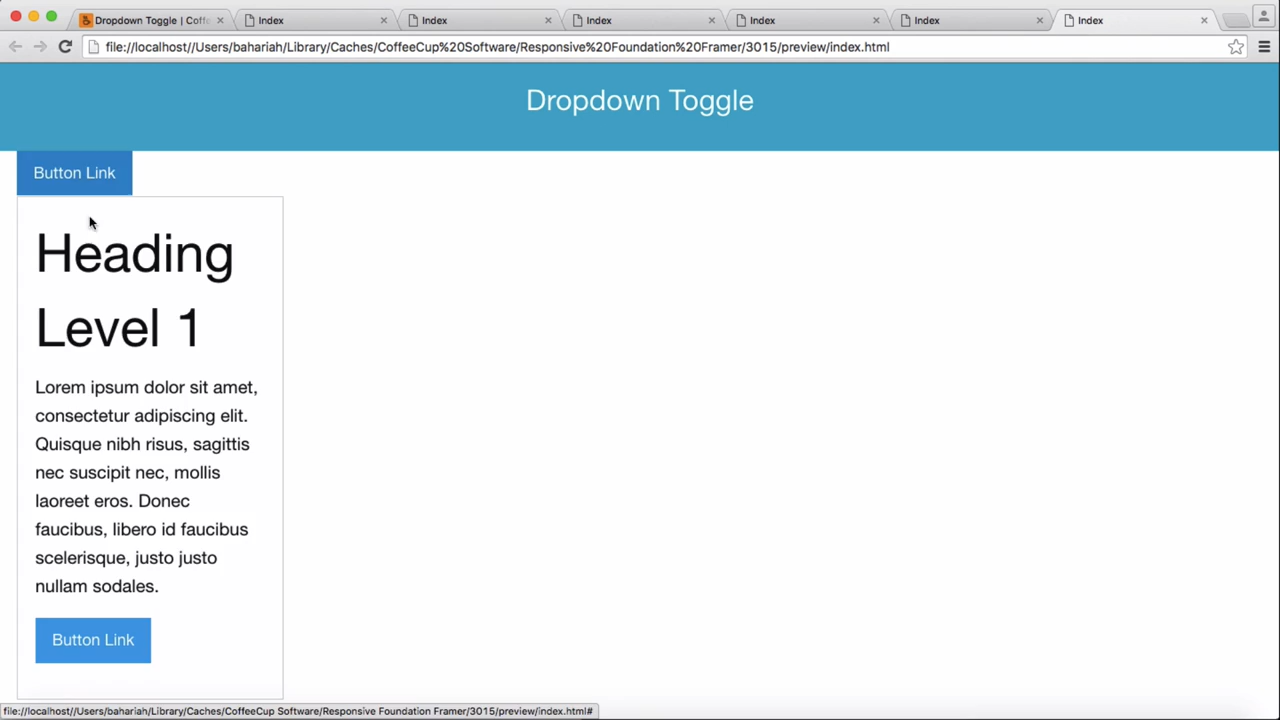 Dropdown Toggle | Coff
Index
Index
Index
Index
Index
Index
file://localhost//Users/bahariah/Library/Caches/CoffeeCup%20Software/Responsive%20Foundation%20Framer/3015/preview/index.html
Dropdown Toggle
Button Link
Heading
Level 1
Lorem ipsum dolor sit amet,
consectetur adipiscing elit.
Quisque nibh risus, sagittis
nec suscipit nec, mollis
laoreet eros. Donec
faucibus, libero id faucibus
scelerisque, justo justo
nullam sodales.
Button Link
file://localhost//Users/bahariah/Library/Caches/CoffeeCup Software/Responsive Foundation Framer/3015/preview/index.html#